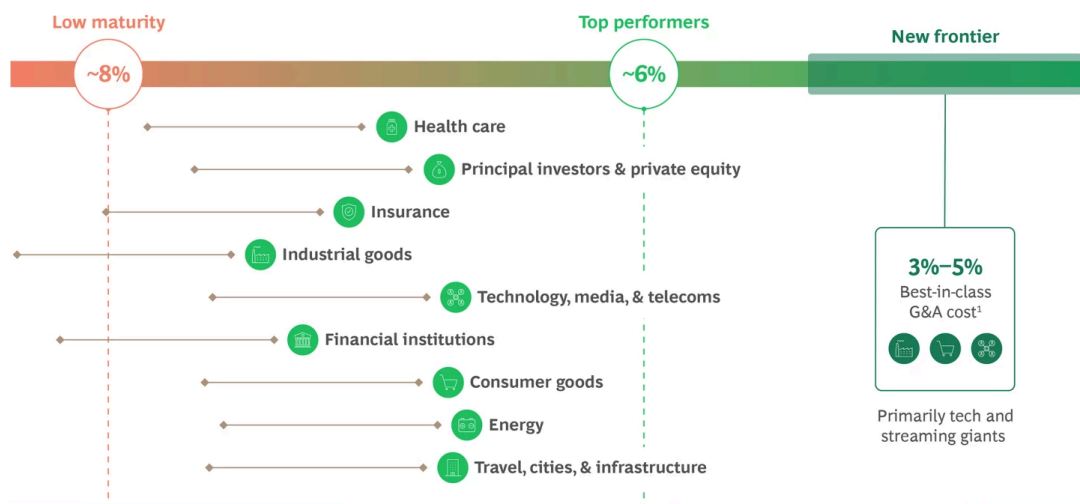 Low maturity
Top performers
New frontier
~8%
~6%
Health care
Principal investors & private equity
Insurance
Industrial goods
Technology, media, & telecoms
Financial institutions
Consumer goods
Energy
Travel, cities, & infrastructure
3%–5%
Best-in-class
G&A cost¹
Primarily tech and
streaming giants